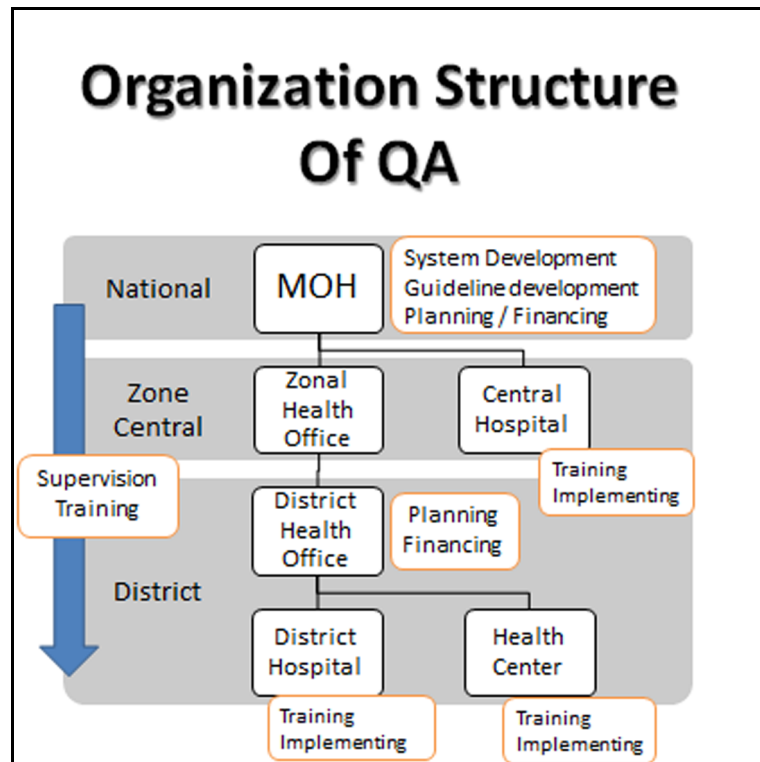 Organization Structure
Of QA
National
MOH
System Development
Guideline development
Planning / Financing
Zone
Central
Zonal
Health
Office
Central
Hospital
Training
Implementing
Supervision
Training
District
Health
Office
Planning
Financing
District
District
Hospital
Health
Center
Training
Implementing
Training
Implementing